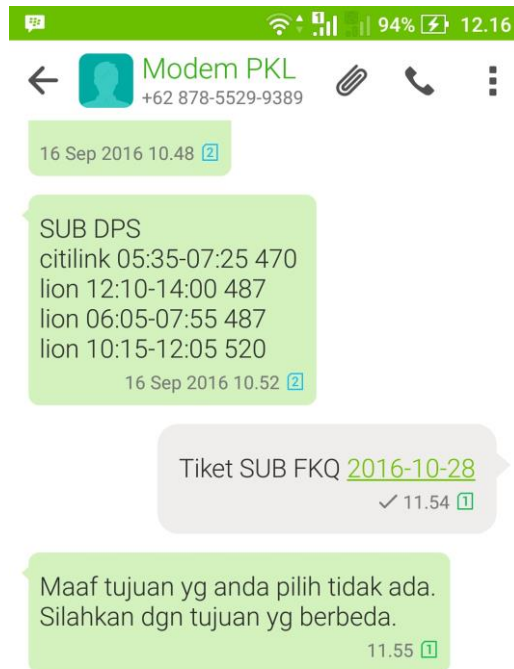 94% 12.16
Modem PKL
+62 878-5529-9389
16 Sep 2016 10.48 2
SUB DPS
citilink 05:35-07:25 470
lion 12:10-14:00 487
lion 06:05-07:55 487
lion 10:15-12:05 520
16 Sep 2016 10.52 2
Tiket SUB FKQ 2016-10-28
11.54 1
Maaf tujuan yg anda pilih tidak ada.
Silahkan dgn tujuan yg berbeda.
11.55 1